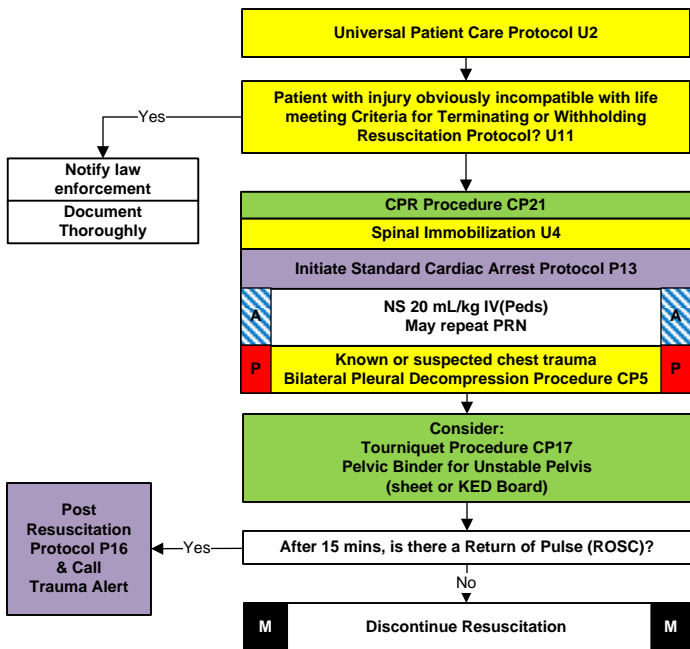 Universal Patient Care Protocol U2
Patient with injury obviously incompatible with life
meeting Criteria for Terminating or Withholding
Resuscitation Protocol? U11
Yes
Notify law
enforcement
Document
Thoroughly
CPR Procedure CP21
Spinal Immobilization U4
Initiate Standard Cardiac Arrest Protocol P13
A
NS 20 mL/kg IV(Peds)
May repeat PRN
A
P
Known or suspected chest trauma
Bilateral Pleural Decompression Procedure CP5
P
Consider:
Tourniquet Procedure CP17
Pelvic Binder for Unstable Pelvis
(sheet or KED Board)
After 15 mins, is there a Return of Pulse (ROSC)?
Yes
Post
Resuscitation
Protocol P16
& Call
Trauma Alert
No
M
Discontinue Resuscitation
M